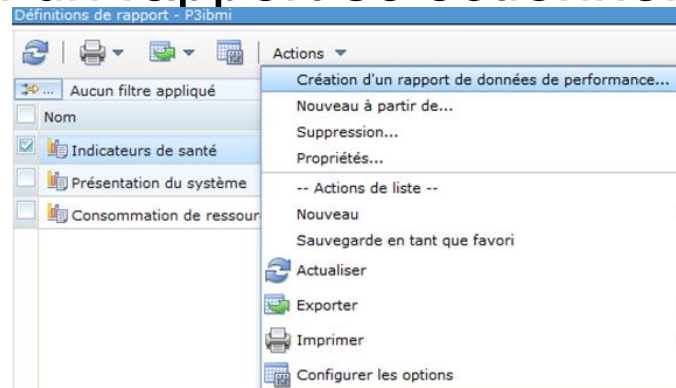 Définitions de rapport - P3ibmi
Actions
... Aucun filtre appliqué
Nom
Indicateurs de santé
Présentation du système
Consommation de ressour
Création d'un rapport de données de performance...
Nouveau à partir de...
Suppression...
Propriétés...
-- Actions de liste --
Nouveau
Sauvegarde en tant que favori
Actualiser
Exporter
Imprimer
Configurer les options